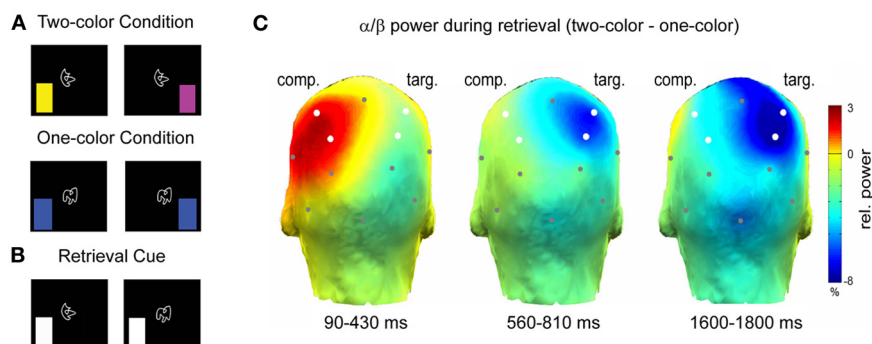 A
Two-color Condition
One-color Condition
B
Retrieval Cue
C
α/β power during retrieval (two-color - one-color)
comp. targ. comp. targ. comp. targ.
3
0
-8
%
rel. power
90-430 ms 560-810 ms 1600-1800 ms